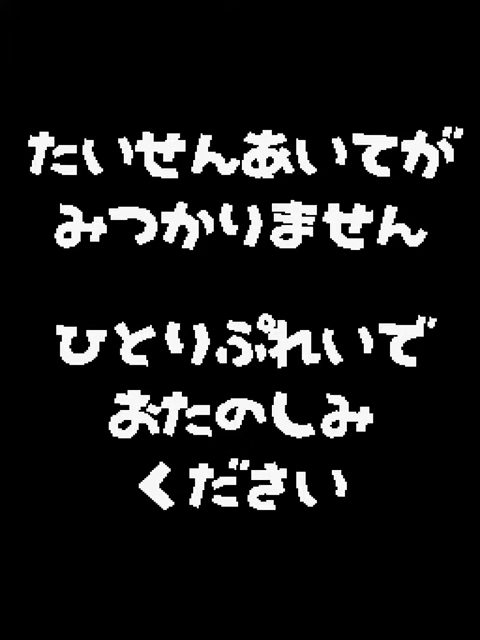 たいせんあいてが
みつかりません
ひとりぷれいで
おたのしみ
ください